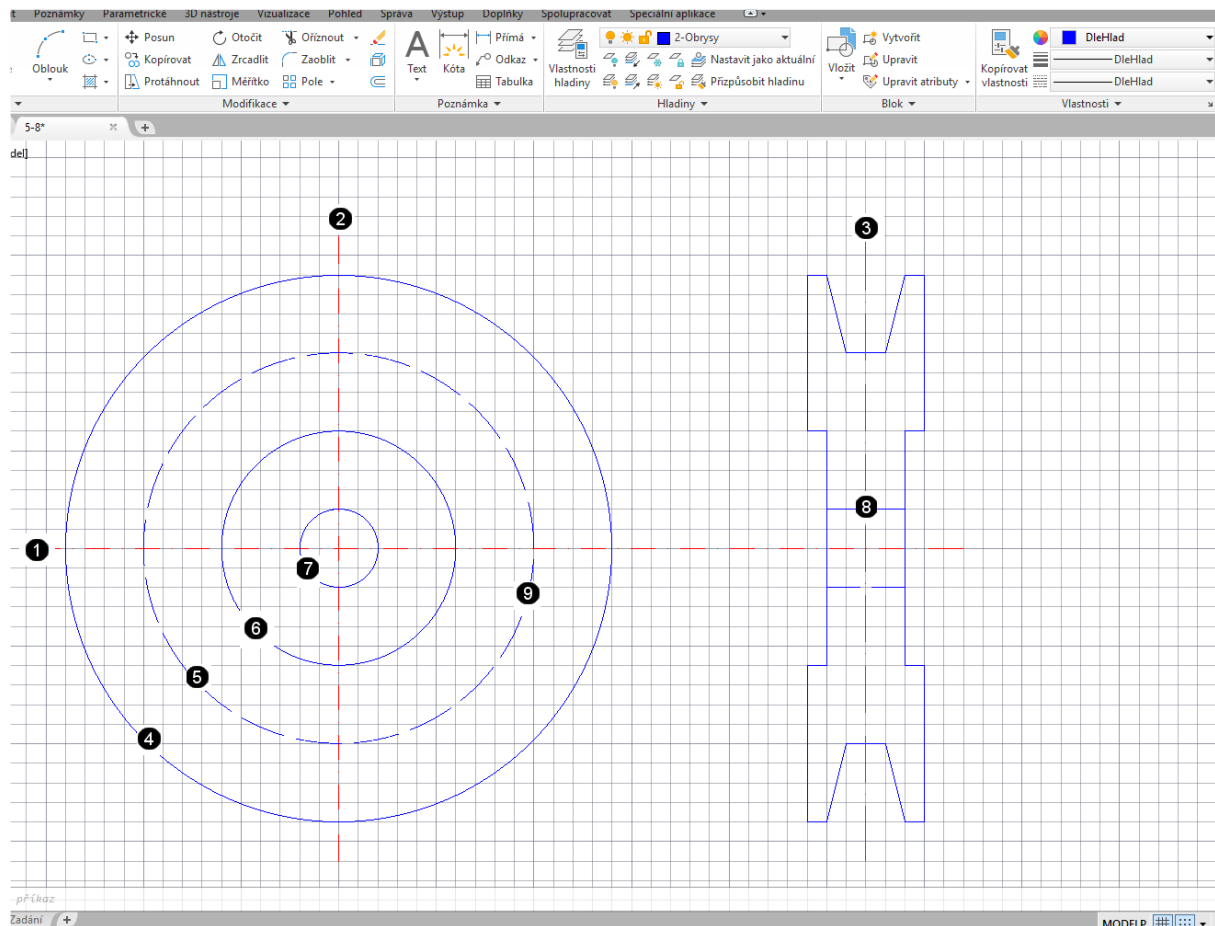 Poznámky Parametrické 3D nástroje Vizualizace Pohled Správa Výstup Doplňky Spolupracovat Speciální aplikace
Oblouk
Posun Otočit Oříznout
Kopírovat Zrcadlit Zaoblit
Protáhnout Měřítko Pole
Modifikace
Text Kóta
Přímá
Odkaz
Tabulka
Poznámka
Vlastnosti hladiny
2-Obrysy
Nastavit jako aktuální
Přizpůsobit hladinu
Hladiny
Vložit
Vytvořit
Upravit
Upravit atributy
Blok
Kopírovat vlastnosti
DleHlad
DleHlad
DleHlad
Vlastnosti
5-8*
del]
2
3
8
1
7
9
6
5
4
příkaz
Zadání
MODELP